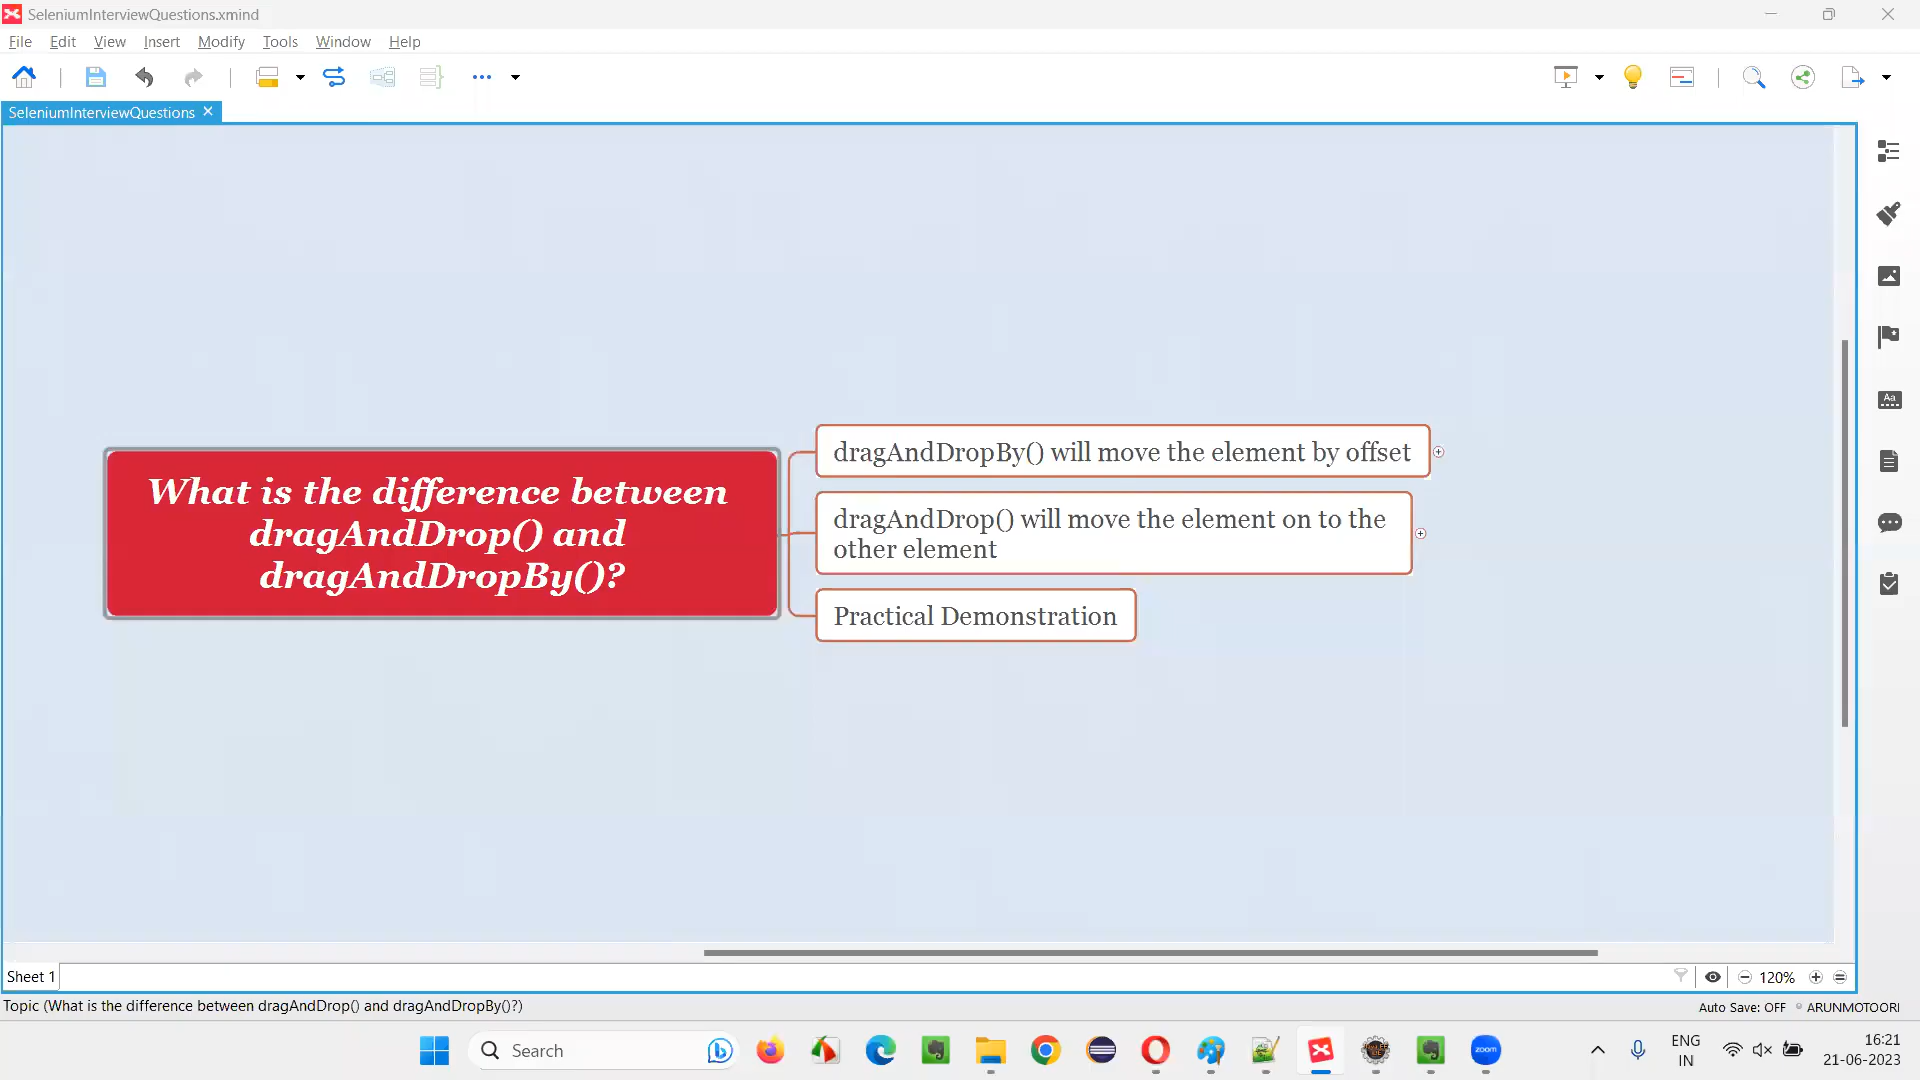 SeleniumInterviewQuestions.xmind
File Edit View Insert Modify Tools Window Help
SeleniumInterviewQuestions
What is the difference between
dragAndDrop() and
dragAndDropBy()?
dragAndDropBy() will move the element by offset
dragAndDrop() will move the element on to the
other element
Practical Demonstration
Aa
Sheet 1
120%
Topic (What is the difference between dragAndDrop() and dragAndDropBy()?)
Auto Save: OFF
ARUNMOTOORI
Search
zoom
ENG
IN
16:21
21-06-2023